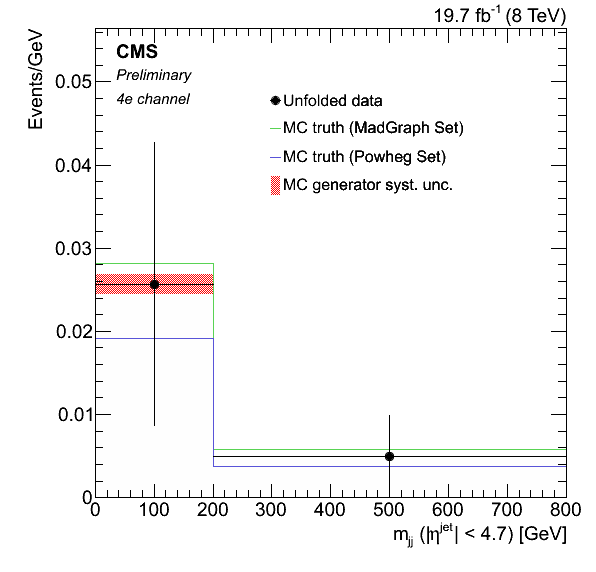 19.7 fb⁻¹ (8 TeV)
Events/GeV
CMS
Preliminary
4e channel
Unfolded data
MC truth (MadGraph Set)
MC truth (Powheg Set)
MC generator syst. unc.
0.05
0.04
0.03
0.02
0.01
0
0 100 200 300 400 500 600 700 800
m_jj (|η^jet| < 4.7) [GeV]